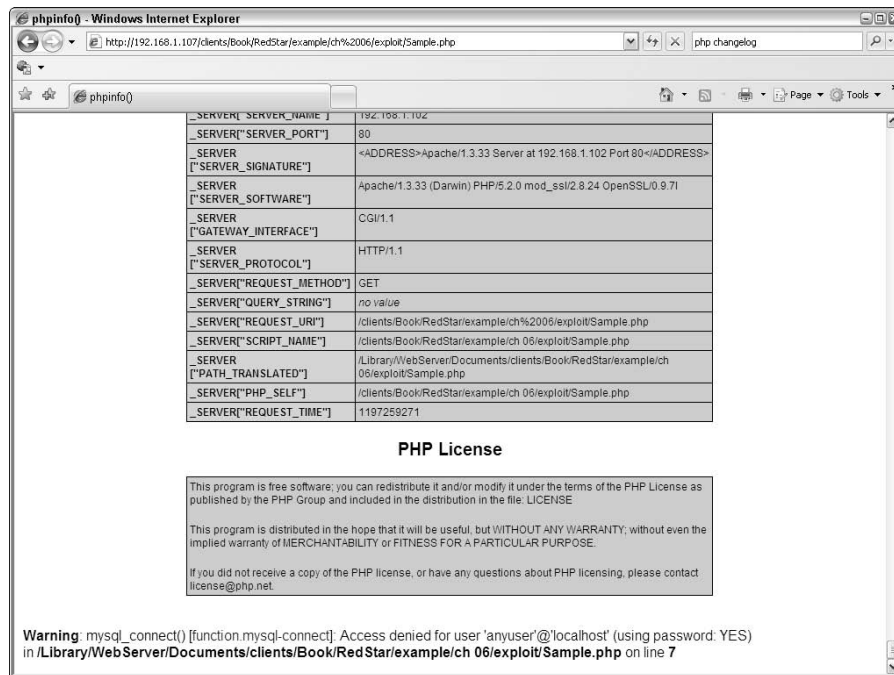 phpinfo() - Windows Internet Explorer
http://192.168.1.107/clients/Book/RedStar/example/ch%2006/exploit/Sample.php
php changelog
phpinfo()
Page
Tools
_SERVER["SERVER_NAME"] 192.168.1.102
_SERVER["SERVER_PORT"] 80
_SERVER ["SERVER_SIGNATURE"] <ADDRESS>Apache/1.3.33 Server at 192.168.1.102 Port 80</ADDRESS>
_SERVER ["SERVER_SOFTWARE"] Apache/1.3.33 (Darwin) PHP/5.2.0 mod_ssl/2.8.24 OpenSSL/0.9.7l
_SERVER ["GATEWAY_INTERFACE"] CGI/1.1
_SERVER ["SERVER_PROTOCOL"] HTTP/1.1
_SERVER["REQUEST_METHOD"] GET
_SERVER["QUERY_STRING"] no value
_SERVER["REQUEST_URI"] /clients/Book/RedStar/example/ch%2006/exploit/Sample.php
_SERVER["SCRIPT_NAME"] /clients/Book/RedStar/example/ch 06/exploit/Sample.php
_SERVER ["PATH_TRANSLATED"] /Library/WebServer/Documents/clients/Book/RedStar/example/ch 06/exploit/Sample.php
_SERVER["PHP_SELF"] /clients/Book/RedStar/example/ch 06/exploit/Sample.php
_SERVER["REQUEST_TIME"] 1197259271
PHP License
This program is free software; you can redistribute it and/or modify it under the terms of the PHP License as
published by the PHP Group and included in the distribution in the file: LICENSE
This program is distributed in the hope that it will be useful, but WITHOUT ANY WARRANTY; without even the
implied warranty of MERCHANTABILITY or FITNESS FOR A PARTICULAR PURPOSE.
If you did not receive a copy of the PHP license, or have any questions about PHP licensing, please contact
license@php.net.
Warning: mysql_connect() [function.mysql-connect]: Access denied for user 'anyuser'@'localhost' (using password: YES)
in /Library/WebServer/Documents/clients/Book/RedStar/example/ch 06/exploit/Sample.php on line 7